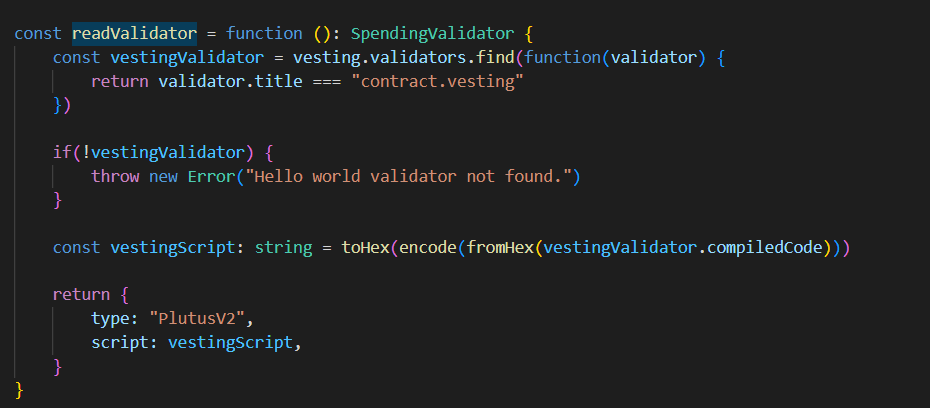 const readValidator = function (): SpendingValidator {
    const vestingValidator = vesting.validators.find(function(validator) {
        return validator.title === "contract.vesting"
    })

    if(!vestingValidator) {
        throw new Error("Hello world validator not found.")
    }

    const vestingScript: string = toHex(encode(fromHex(vestingValidator.compiledCode)))

    return {
        type: "PlutusV2",
        script: vestingScript,
    }
}